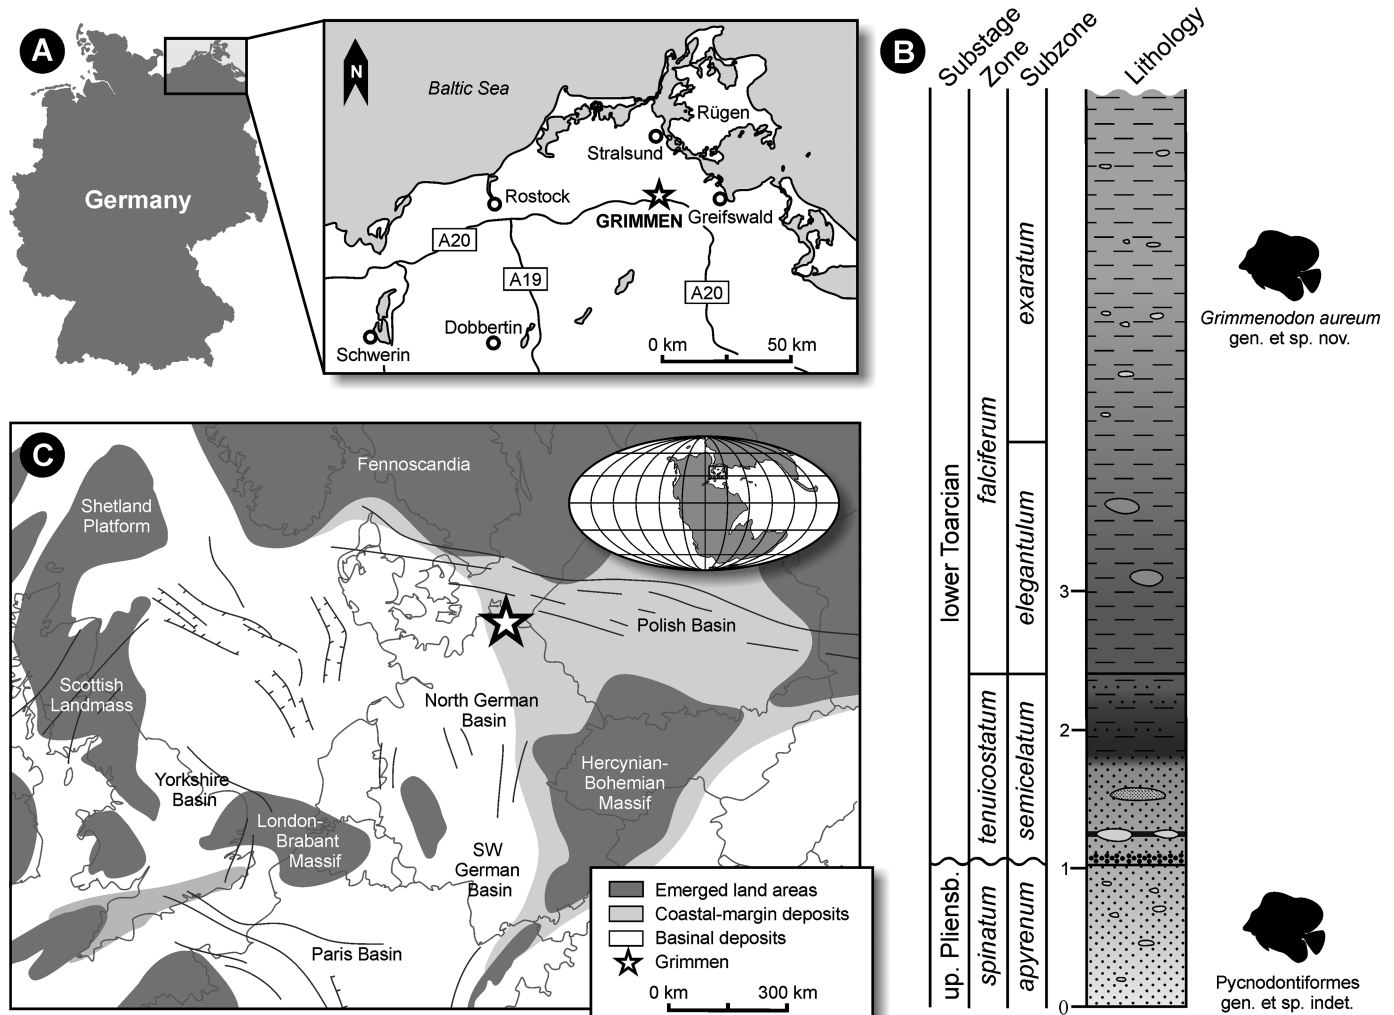 A
Germany
N
Baltic Sea
Rügen
Stralsund
Rostock
GRIMMEN
Greifswald
A20
A19
A20
Dobbertin
Schwerin
0 km
50 km
B
Substage
Zone
Subzone
Lithology
lower Toarcian
up. Pliensb.
falciferum
tenuicostatum
spinatum
exaratum
elegantulum
semicelatum
apyrenum
3
2
1
0
Grimmenodon aureum
gen. et sp. nov.
Pycnodontiformes
gen. et sp. indet.
C
Fennoscandia
Shetland
Platform
Polish Basin
Scottish
Landmass
North German
Basin
Hercynian-
Bohemian
Massif
Yorkshire
Basin
London-
Brabant
Massif
SW
German
Basin
Paris Basin
Emerged land areas
Coastal-margin deposits
Basinal deposits
Grimmen
0 km
300 km